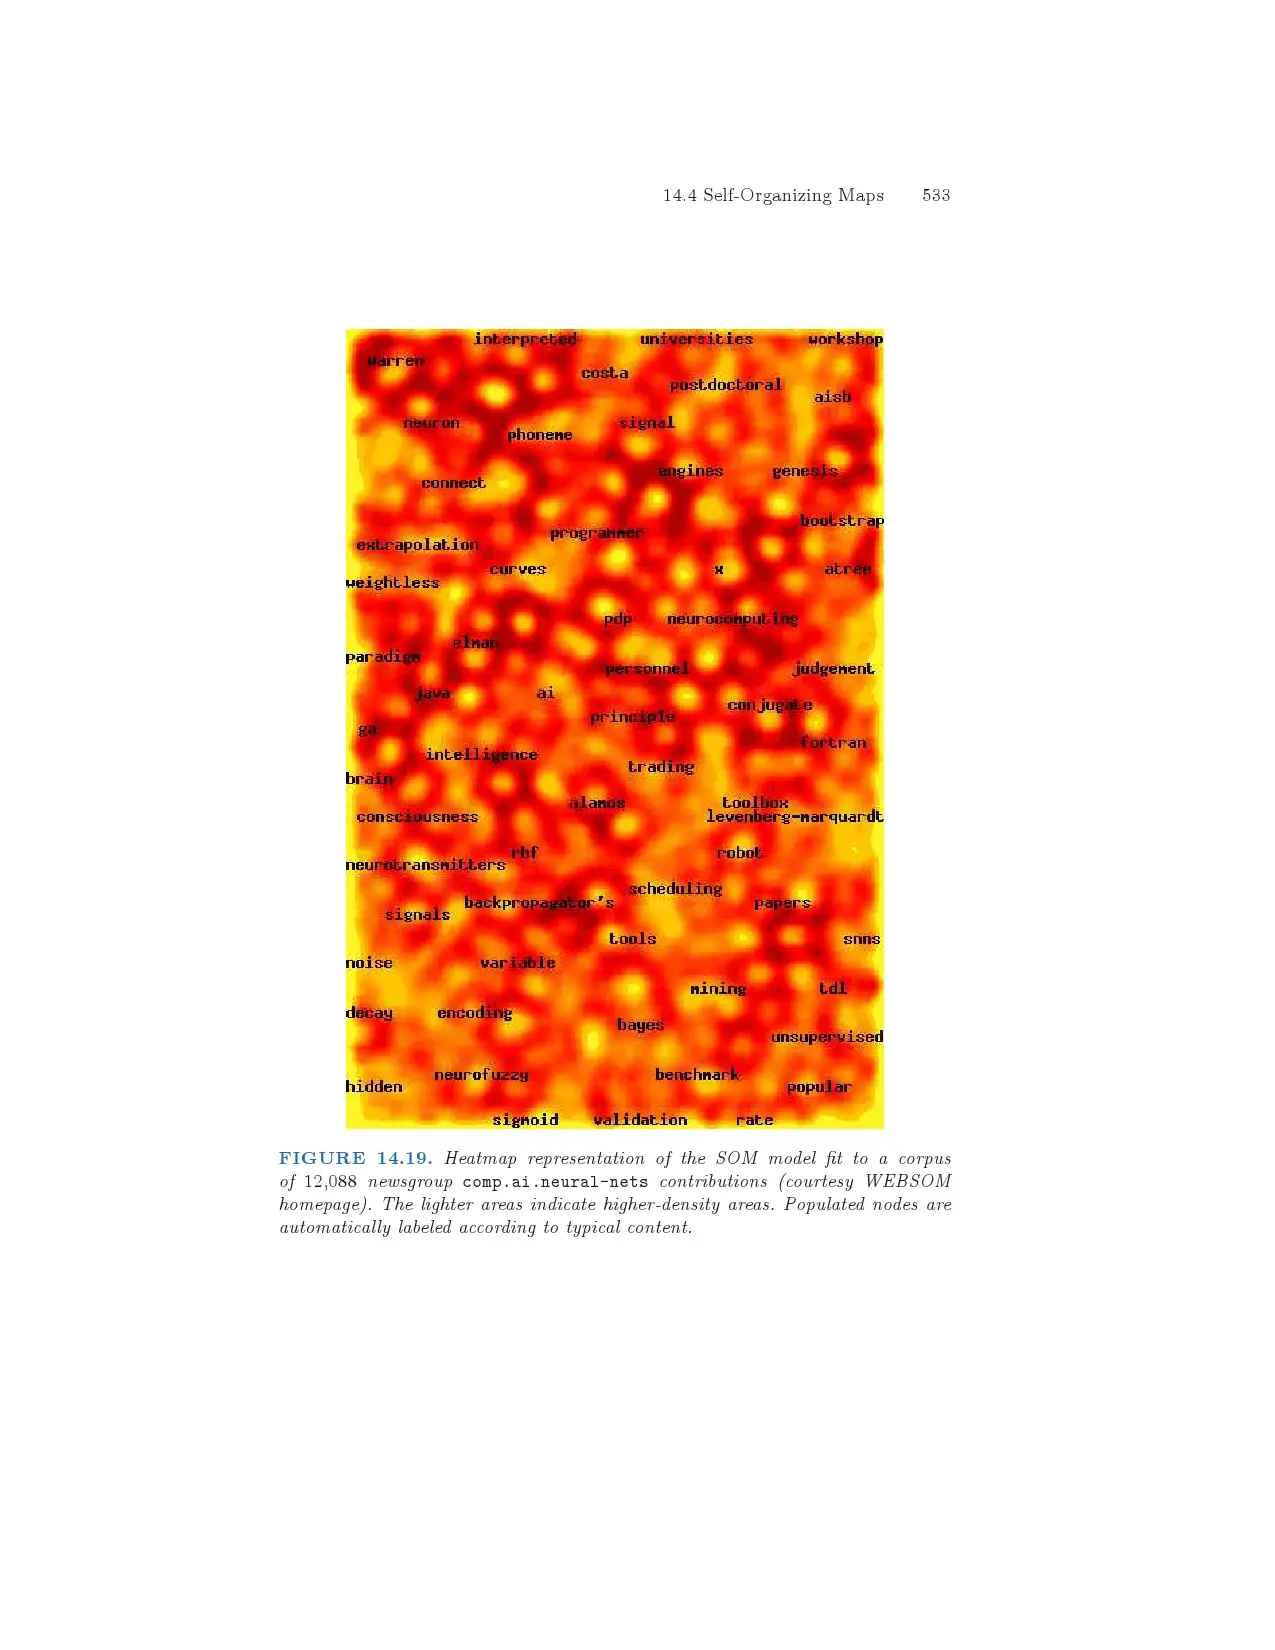 14.4 Self-Organizing Maps 533
interpreted universities workshop
warren
costa
postdoctoral
aisb
neuron signal
phoneme
engines genesis
connect
bootstrap
programmer
extrapolation
curves x atree
weightless
pdp neurocomputing
elman
paradigm
personnel judgement
java ai
conjugate
principle
ga
fortran
intelligence
trading
brain
alamos toolbox
consciousness levenberg-marquardt
rbf robot
neurotransmitters
scheduling
backpropagator's papers
signals
tools snns
noise variable
mining tdl
decay encoding
bayes
unsupervised
neurofuzzy benchmark
hidden popular
sigmoid validation rate
FIGURE 14.19. Heatmap representation of the SOM model fit to a corpus
of 12,088 newsgroup comp.ai.neural-nets contributions (courtesy WEBSOM
homepage). The lighter areas indicate higher-density areas. Populated nodes are
automatically labeled according to typical content.